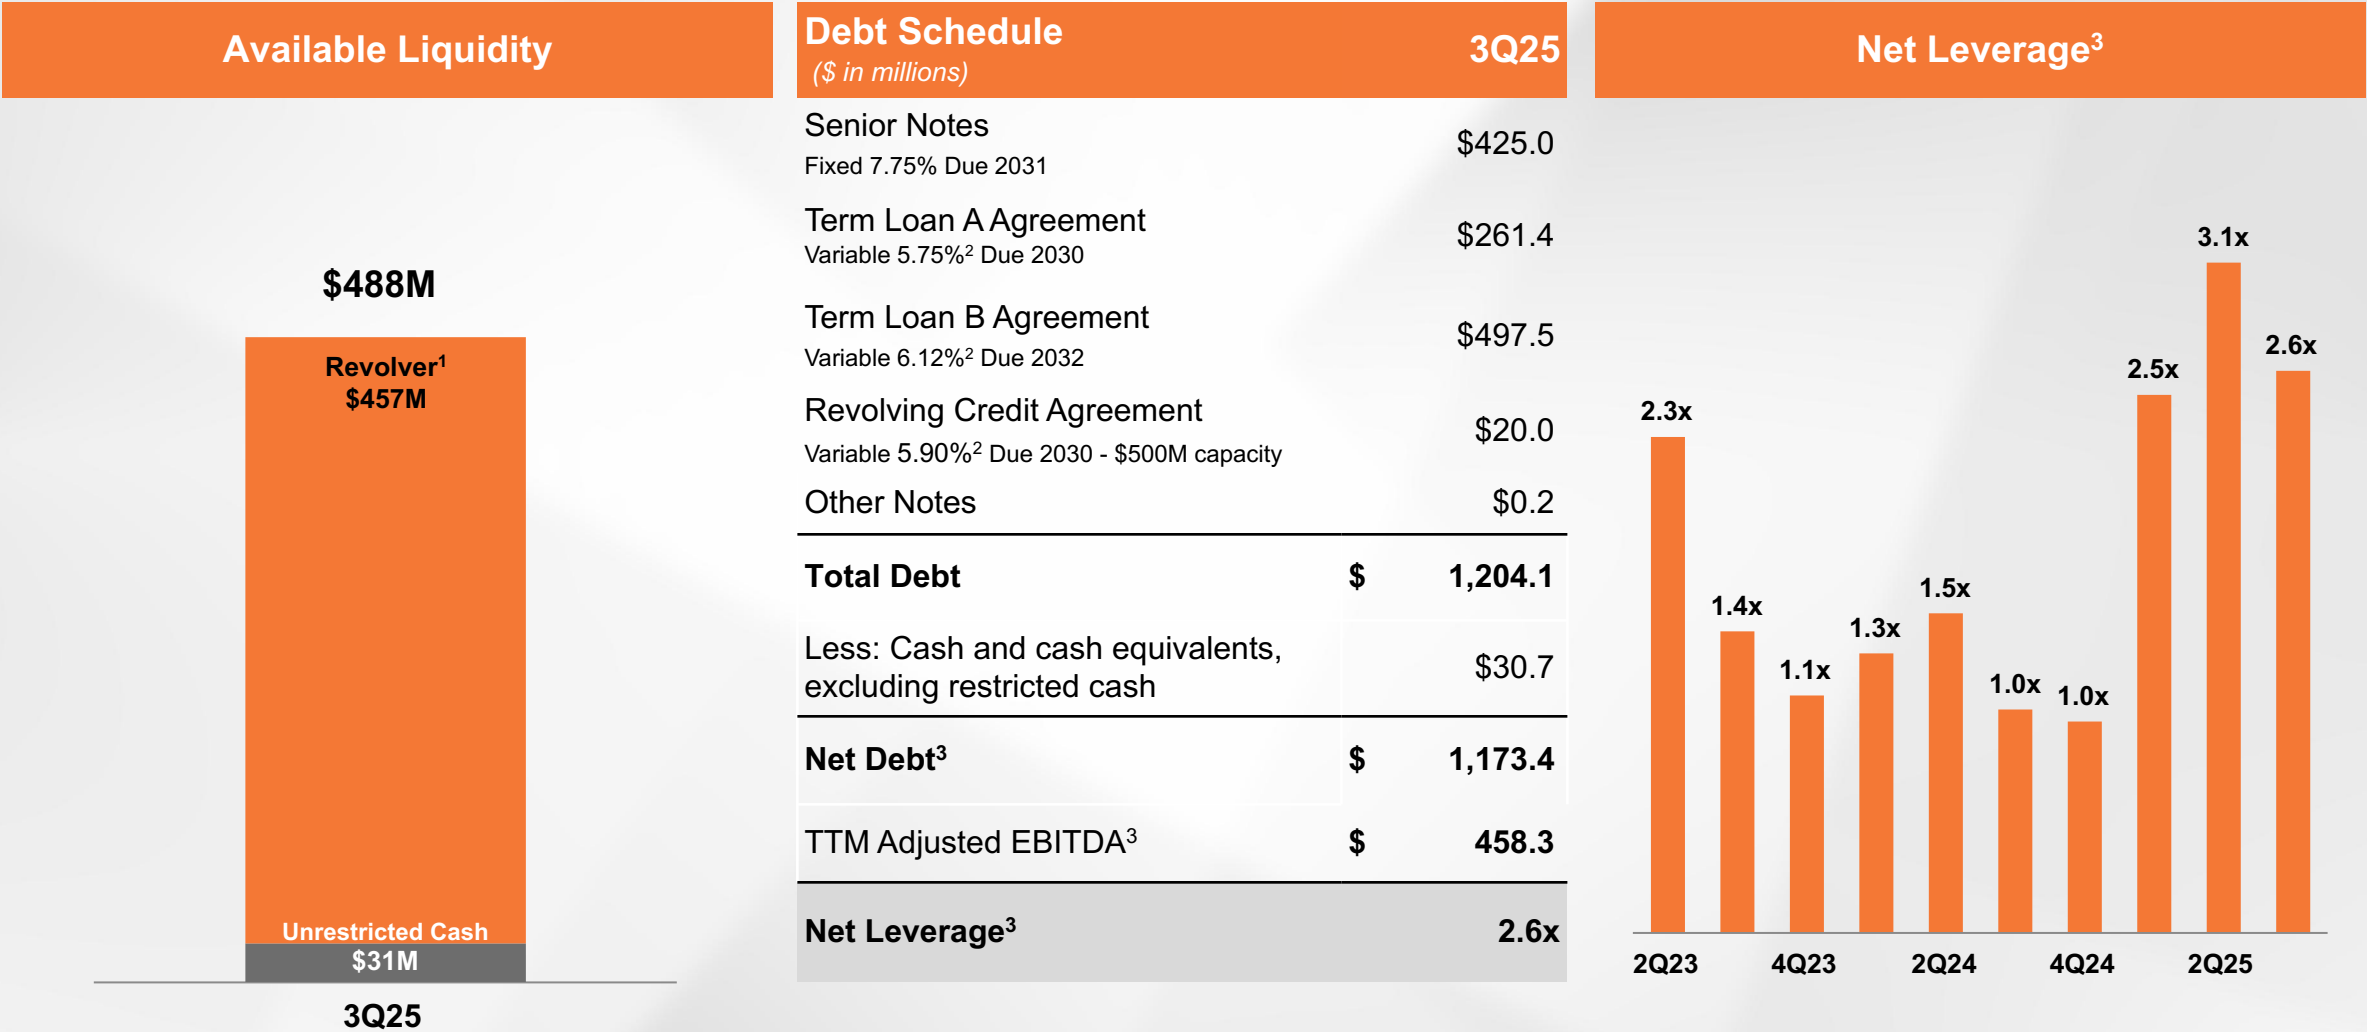 Available Liquidity
$488M
Revolver¹
$457M
Unrestricted Cash
$31M
3Q25
Debt Schedule
($ in millions)
3Q25
Senior Notes
Fixed 7.75% Due 2031
$425.0
Term Loan A Agreement
Variable 5.75%² Due 2030
$261.4
Term Loan B Agreement
Variable 6.12%² Due 2032
$497.5
Revolving Credit Agreement
Variable 5.90%² Due 2030 - $500M capacity
$20.0
Other Notes $0.2
Total Debt $ 1,204.1
Less: Cash and cash equivalents,
excluding restricted cash
$30.7
Net Debt³ $ 1,173.4
TTM Adjusted EBITDA³ $ 458.3
Net Leverage³ 2.6x
Net Leverage³
2.3x
1.4x
1.1x
1.3x
1.5x
1.0x
1.0x
2.5x
3.1x
2.6x
2Q23 4Q23 2Q24 4Q24 2Q25